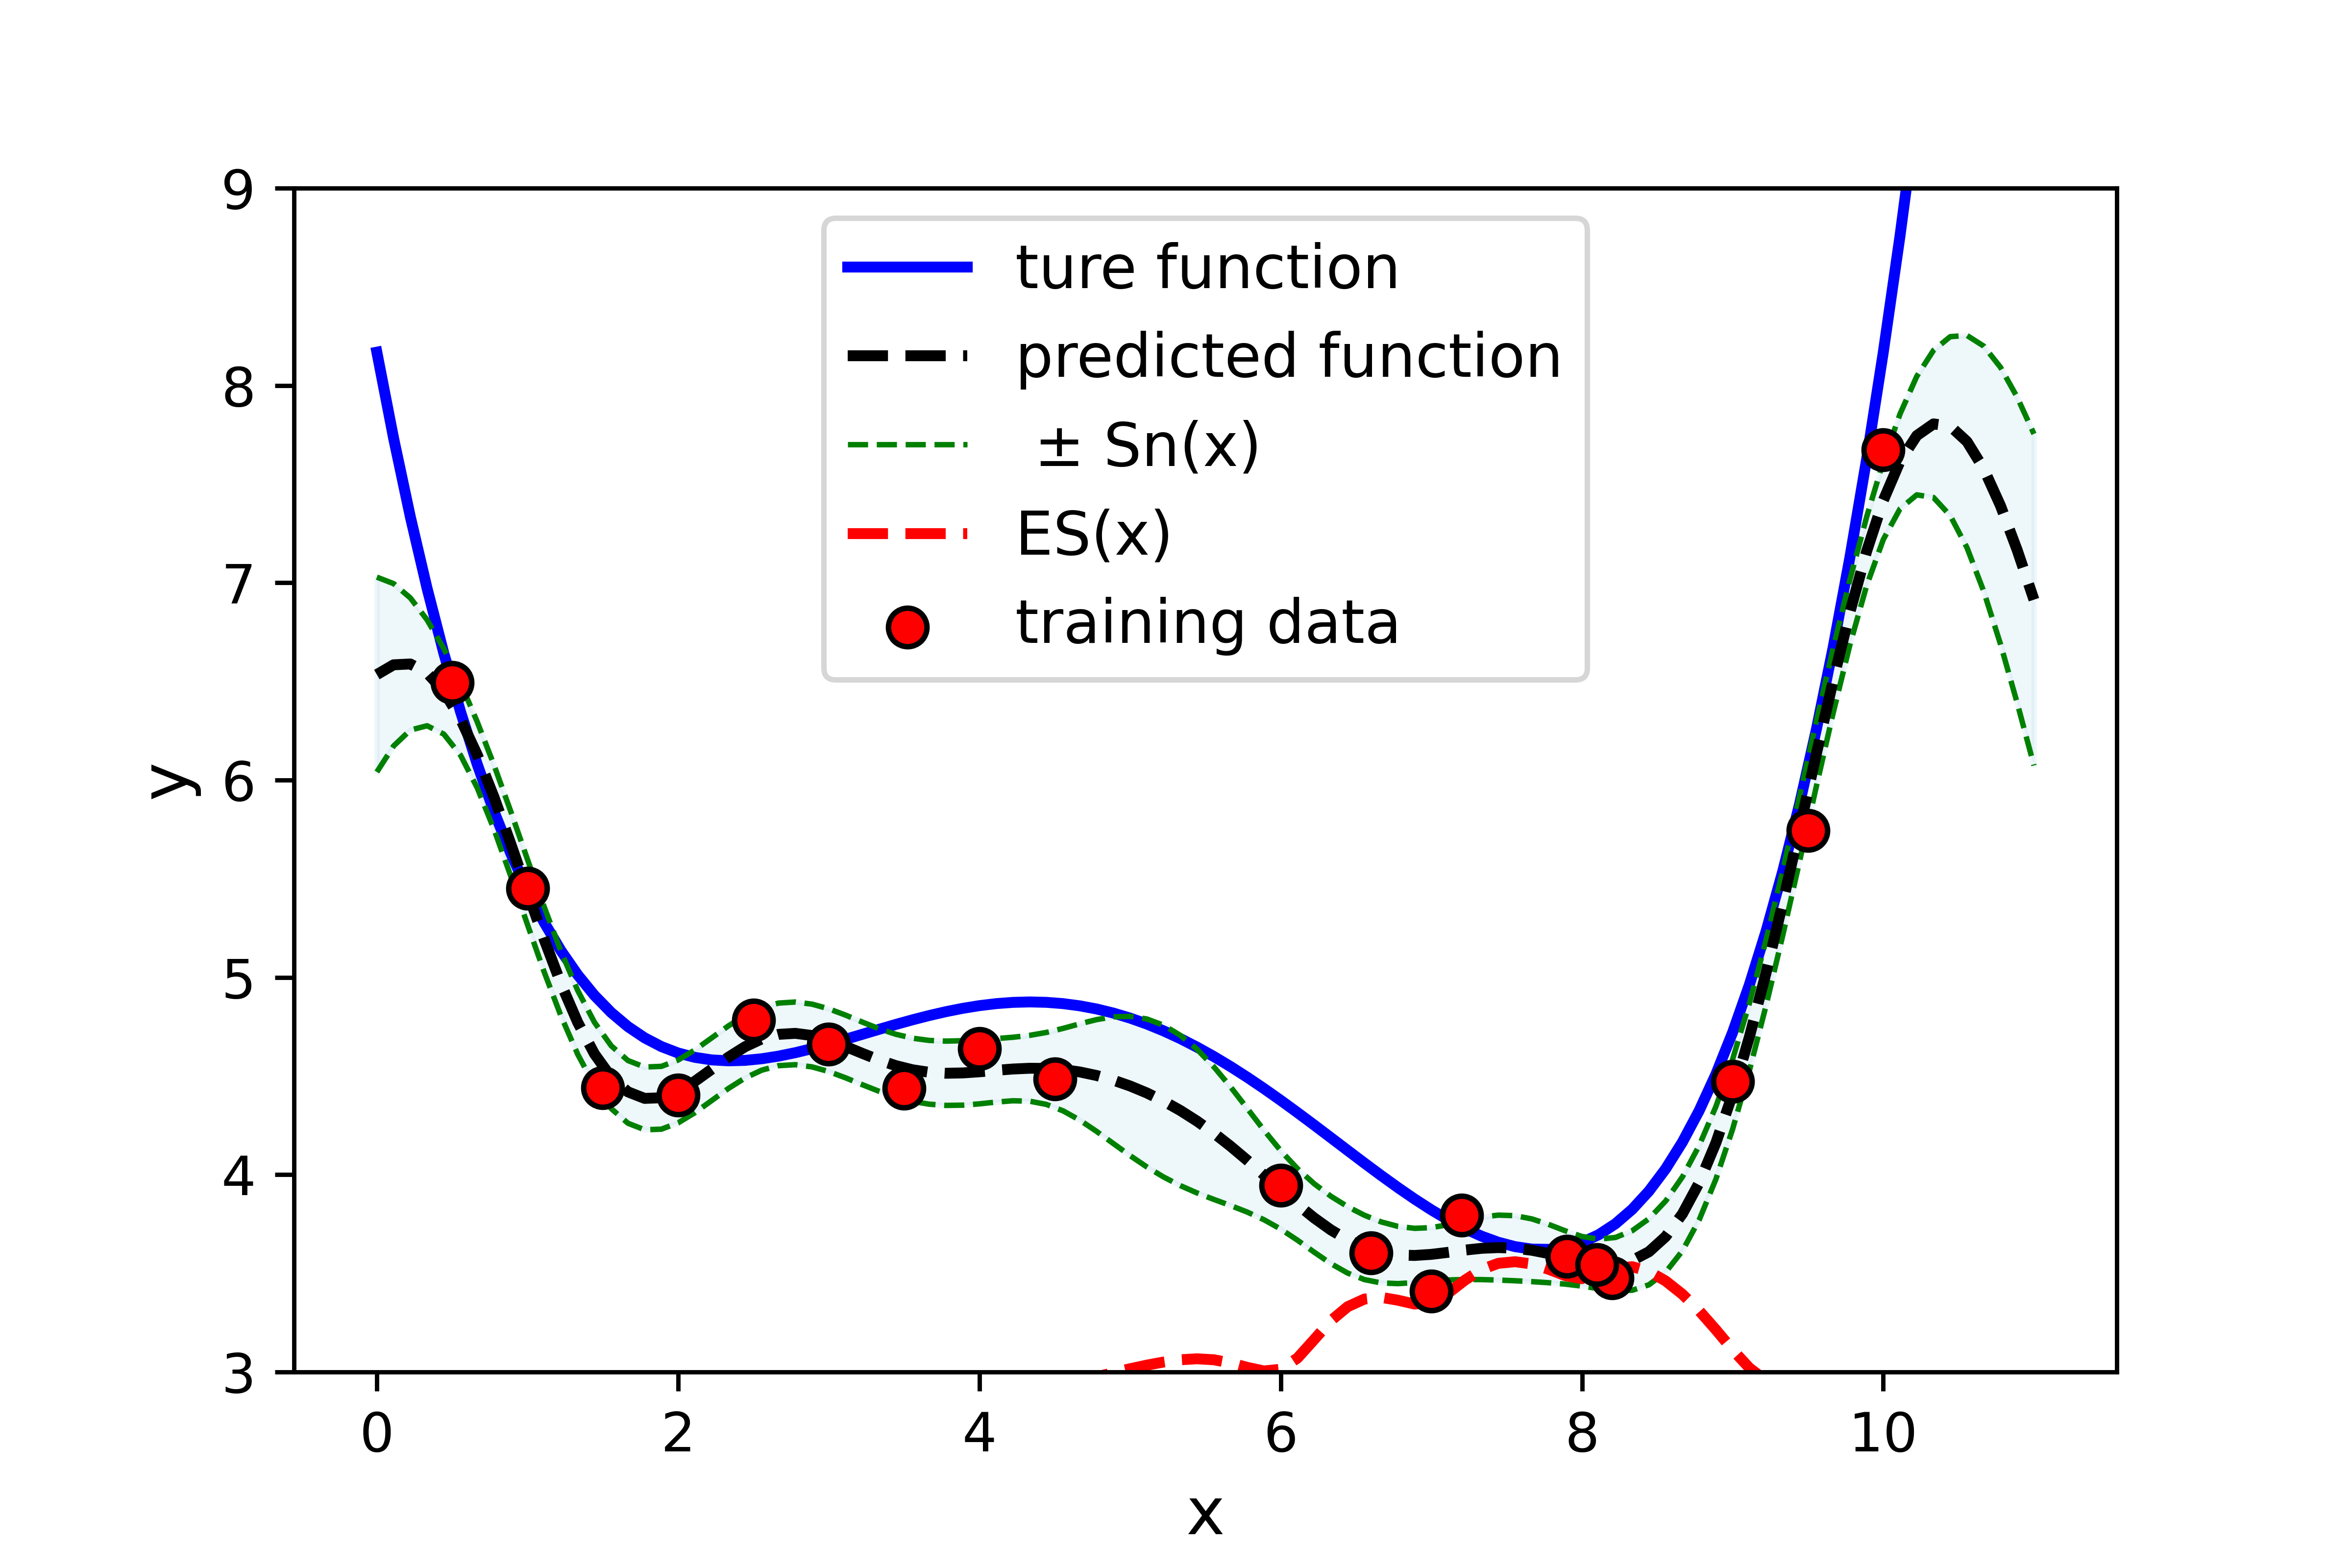 ture function
predicted function
± Sn(x)
ES(x)
training data
y
9
8
7
6
5
4
3
0 2 4 6 8 10
x